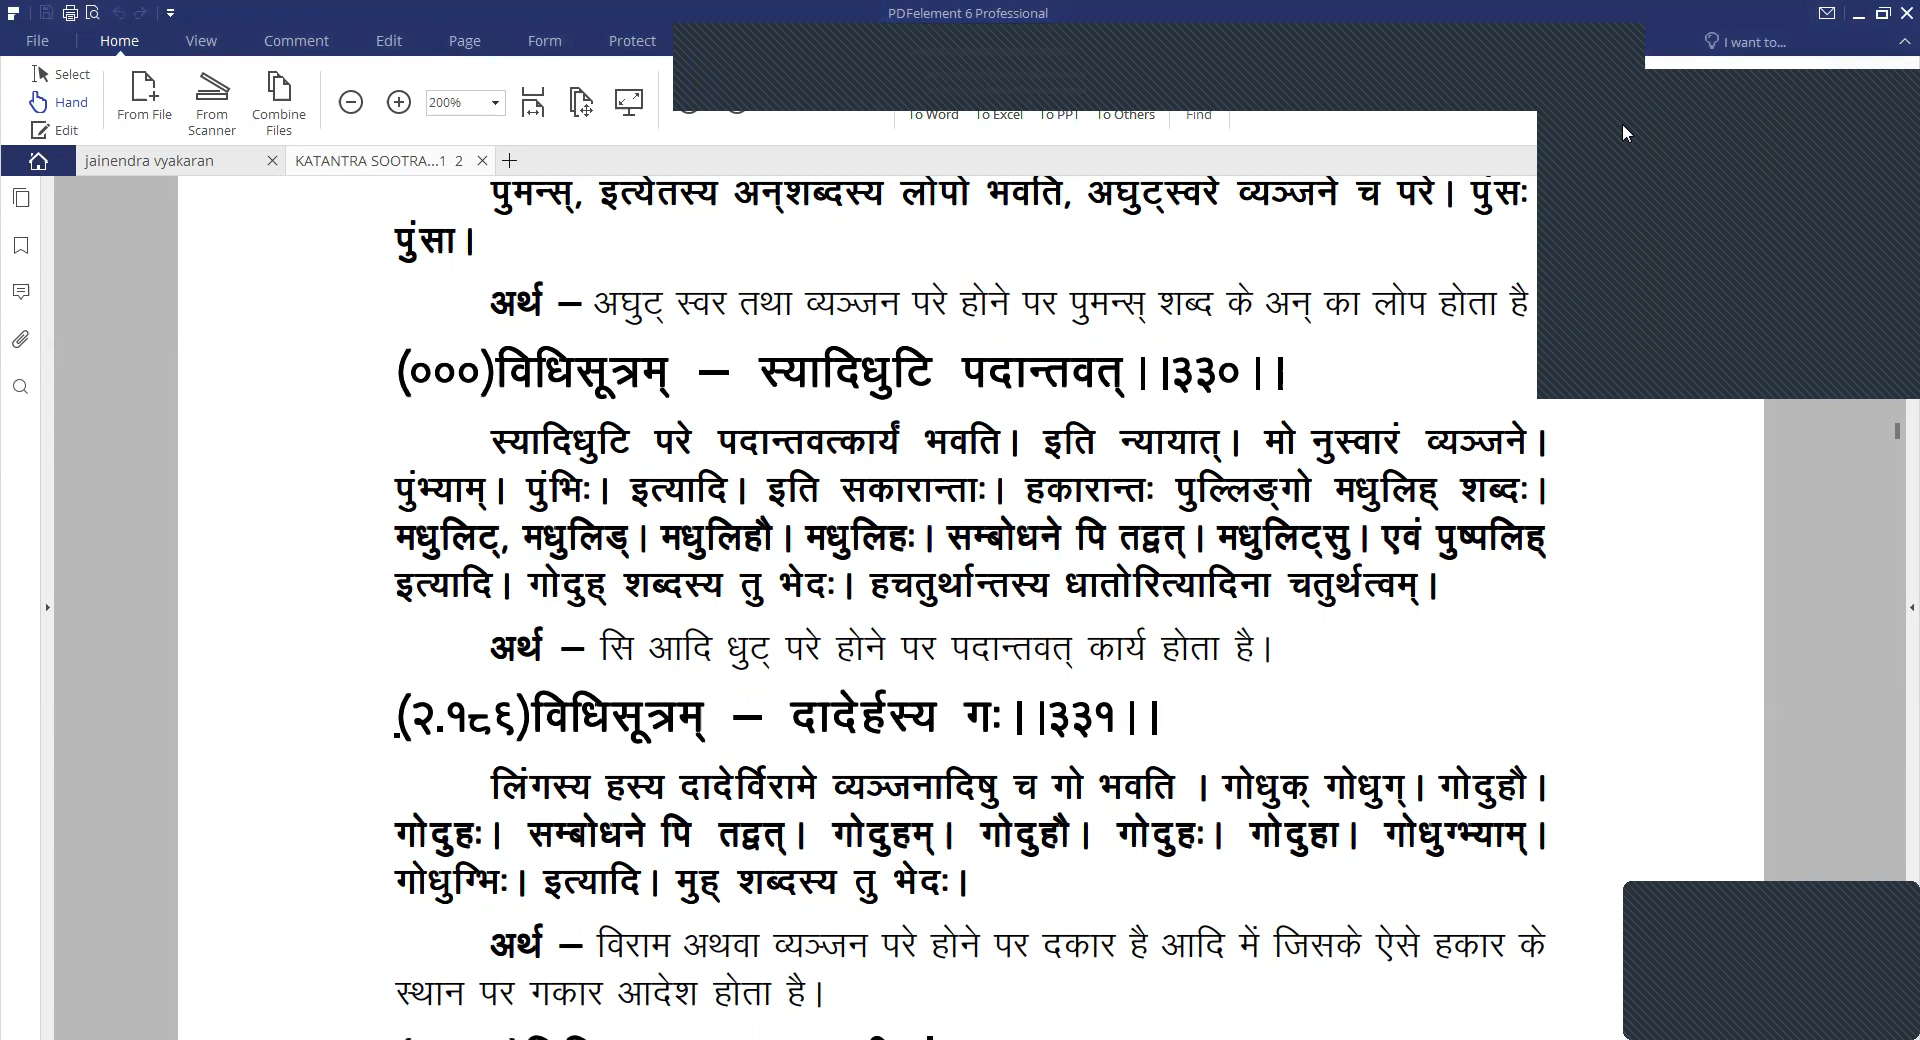 PDFelement 6 Professional
File Home View Comment Edit Page Form Protect I want to...
Select
Hand
Edit
From File
From Scanner
Combine Files
200%
To Word To Excel To PPT To Others Find
jainendra vyakaran KATANTRA SOOTRA...1 2
पुमन्स्, इत्येतस्य अन्‌शब्दस्य लोपो भवति, अघुट्स्वरे व्यञ्जने च परे। पुंसः
पुंसा।
अर्थ – अघुट् स्वर तथा व्यञ्जन परे होने पर पुमन्स् शब्द के अन् का लोप होता है
(०००)विधिसूत्रम् – स्यादिधुटि पदान्तवत्।।३३०।।
स्यादिधुटि परे पदान्तवत्कार्यं भवति। इति न्यायात्। मो नुस्वारं व्यञ्जने।
पुंभ्याम्। पुंभिः। इत्यादि। इति सकारान्ताः। हकारान्तः पुल्लिङ्गो मधुलिह् शब्दः।
मधुलिट्, मधुलिड्। मधुलिहौ। मधुलिहः। सम्बोधने पि तद्वत्। मधुलिट्सु। एवं पुष्पलिह्
इत्यादि। गोदुह् शब्दस्य तु भेदः। हचतुर्थान्तस्य धातोरित्यादिना चतुर्थत्वम्।
अर्थ – सि आदि धुट् परे होने पर पदान्तवत् कार्य होता है।
(२.१८६)विधिसूत्रम् – दादेर्हस्य गः।।३३१।।
लिंगस्य हस्य दादेर्विरामे व्यञ्जनादिषु च गो भवति । गोधुक् गोधुग्। गोदुहौ।
गोदुहः। सम्बोधने पि तद्वत्। गोदुहम्। गोदुहौ। गोदुहः। गोदुहा। गोधुग्भ्याम्।
गोधुग्भिः। इत्यादि। मुह् शब्दस्य तु भेदः।
अर्थ – विराम अथवा व्यञ्जन परे होने पर दकार है आदि में जिसके ऐसे हकार के
स्थान पर गकार आदेश होता है।